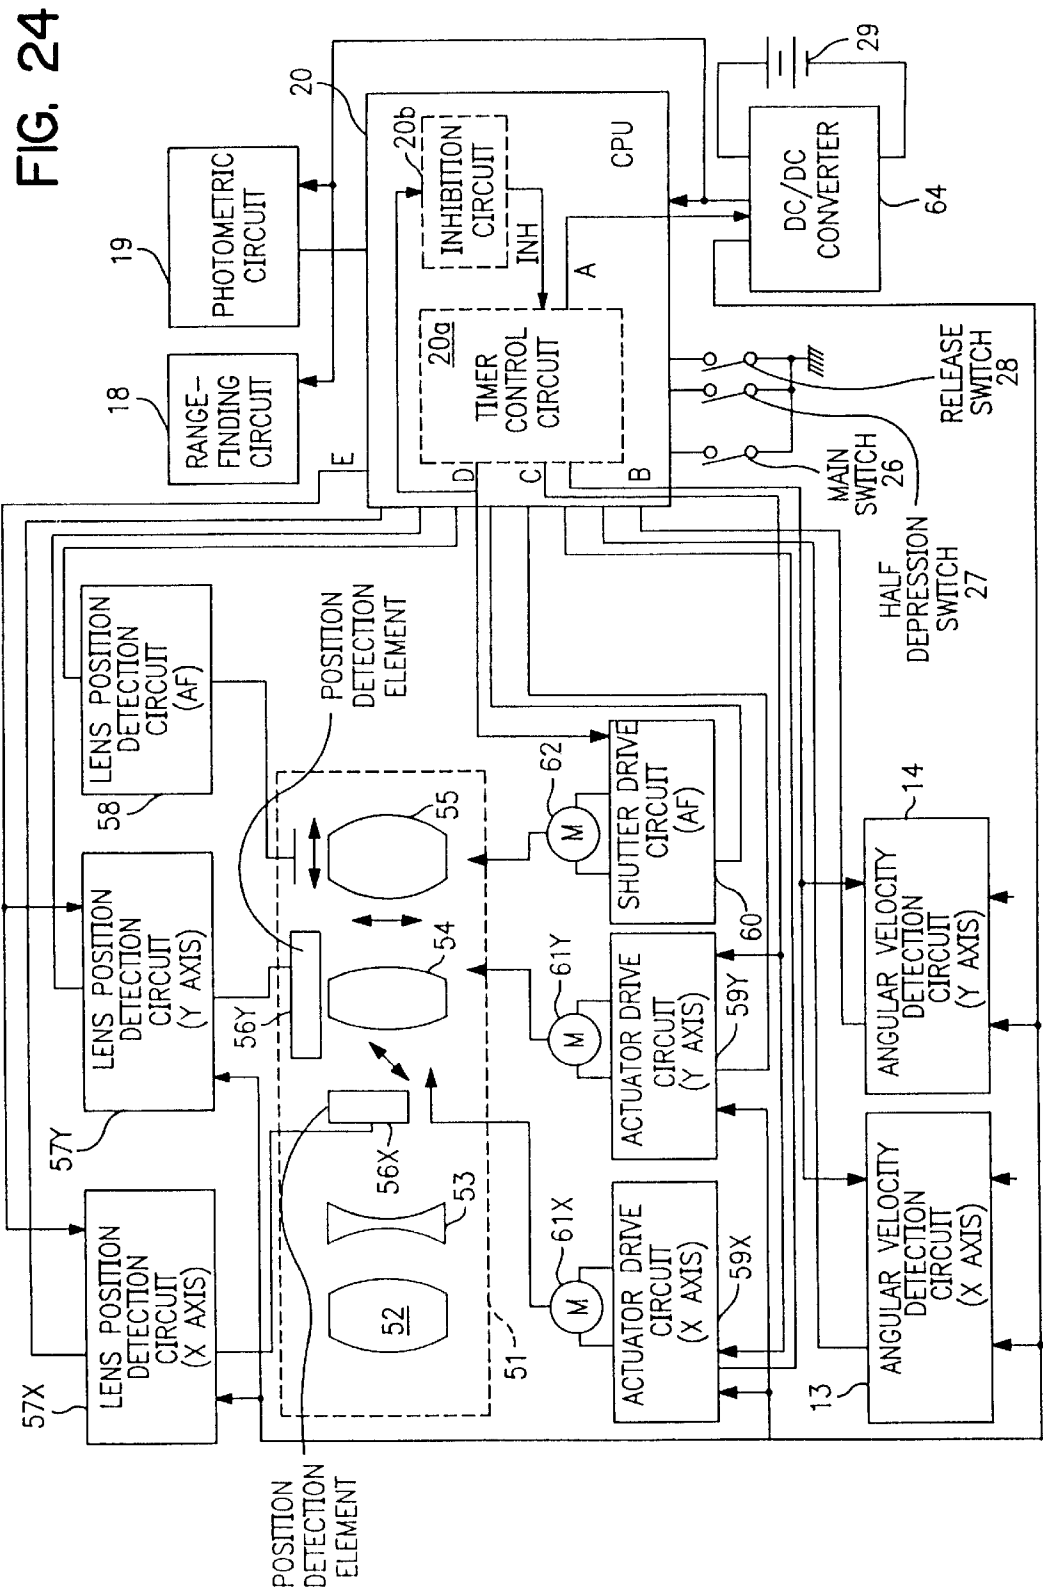 FIG. 24
57X
LENS POSITION
DETECTION
CIRCUIT
(X AXIS)
57Y
LENS POSITION
DETECTION
CIRCUIT
(Y AXIS)
58
LENS POSITION
DETECTION
CIRCUIT
(AF)
18
RANGE-
FINDING
CIRCUIT
19
PHOTOMETRIC
CIRCUIT
20
E
POSITION
DETECTION
ELEMENT
POSITION
DETECTION
ELEMENT
56Y
56X
52
53
54
55
51
D
C
B
20a
TIMER
CONTROL
CIRCUIT
20b
INHIBITION
CIRCUIT
INH
A
CPU
61X
M
61Y
M
62
M
ACTUATOR DRIVE
CIRCUIT
(X AXIS)
59X
ACTUATOR DRIVE
CIRCUIT
(Y AXIS)
59Y
SHUTTER DRIVE
CIRCUIT
(AF)
60
MAIN
SWITCH
26
HALF
DEPRESSION
SWITCH
27
RELEASE
SWITCH
28
DC/DC
CONVERTER
64
29
13
ANGULAR VELOCITY
DETECTION
CIRCUIT
(X AXIS)
14
ANGULAR VELOCITY
DETECTION
CIRCUIT
(Y AXIS)